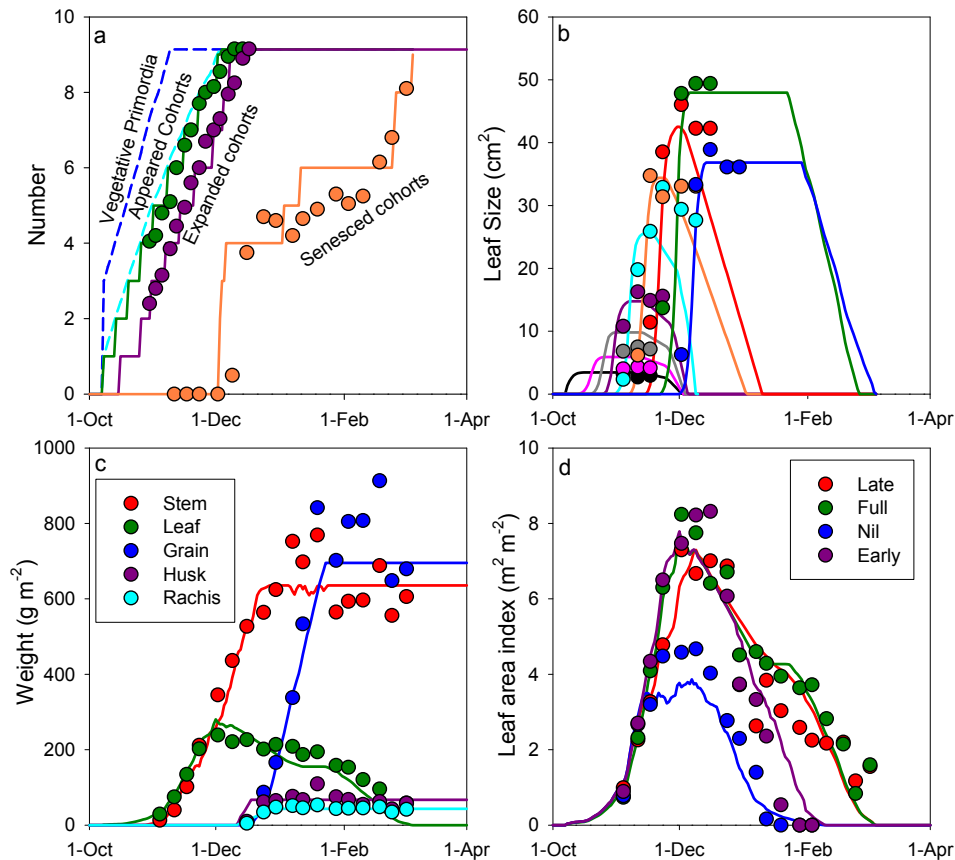 a
10
8
6
4
2
0
Number
Vegetative Primordia
Appeared Cohorts
Expanded cohorts
Senesced cohorts
1-Oct
1-Dec
1-Feb
1-Apr
b
60
50
40
30
20
10
0
Leaf Size (cm²)
1-Oct
1-Dec
1-Feb
1-Apr
c
1000
800
600
400
200
0
Weight (g m⁻²)
Stem
Leaf
Grain
Husk
Rachis
1-Oct
1-Dec
1-Feb
1-Apr
d
10
8
6
4
2
0
Leaf area index (m² m⁻²)
Late
Full
Nil
Early
1-Oct
1-Dec
1-Feb
1-Apr